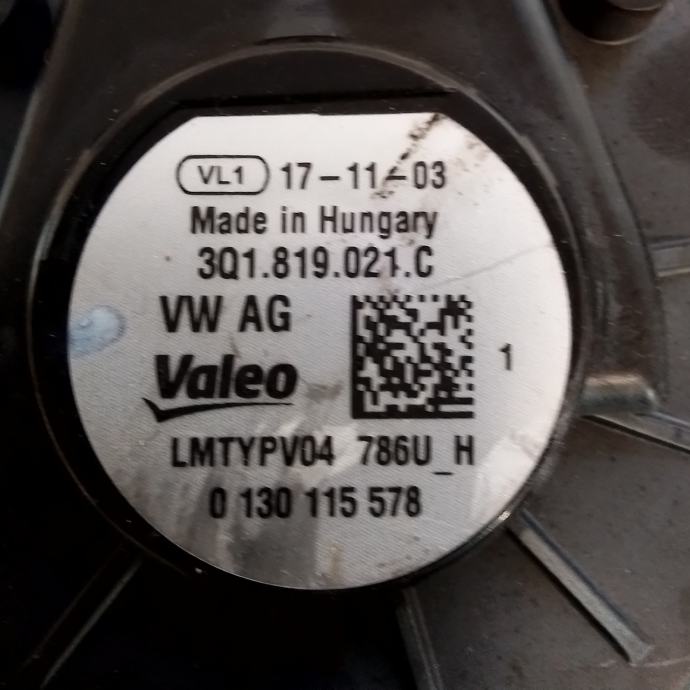 VL1 17-11-03
Made in Hungary
3Q1.819.021.C
VW AG
1
Valeo
LMTYPV04 786U_H
0 130 115 578